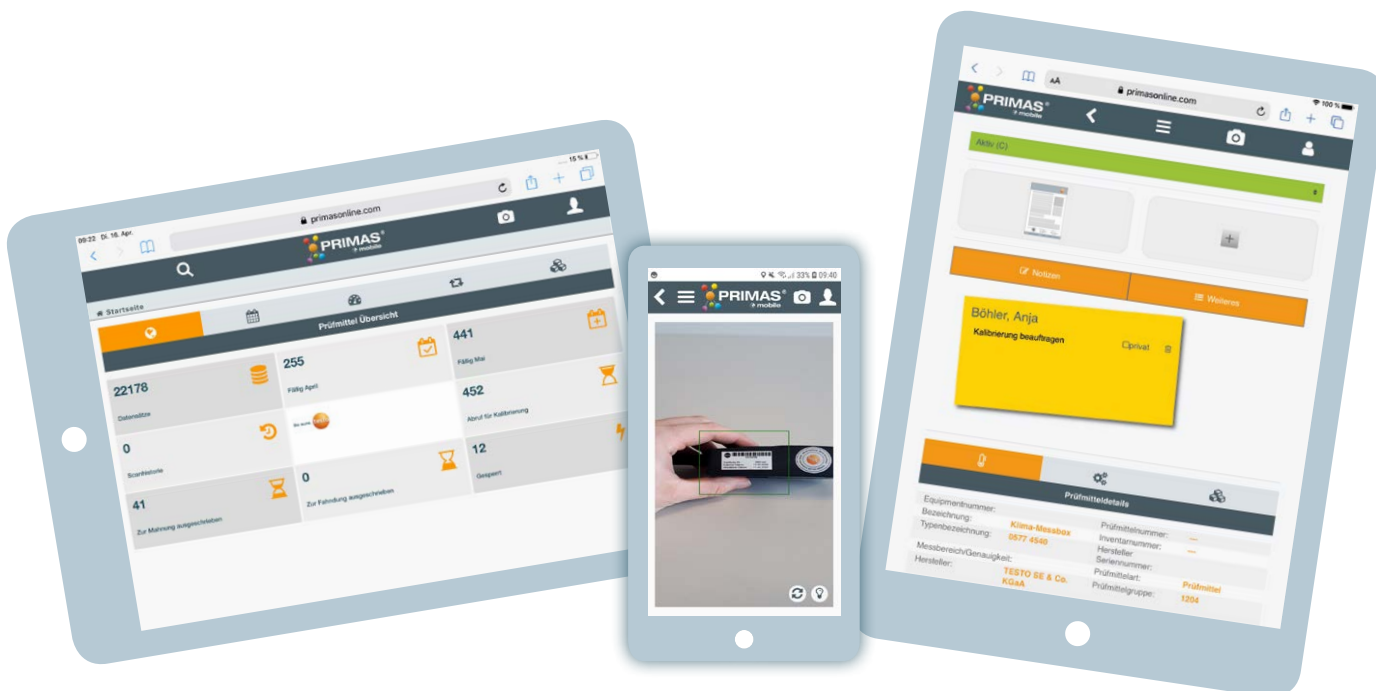 09:22 Di. 16. Apr.
15 %
primasonline.com
PRIMAS®
mobile
Startseite
Prüfmittel Übersicht
22178
Datensätze
255
Fällig April
441
Fällig Mai
0
Scanhistorie
452
Abruf für Kalibrierung
41
Zur Mahnung ausgeschrieben
0
Zur Fahndung ausgeschrieben
12
Gesperrt
33% 09:40
PRIMAS®
mobile
AA
primasonline.com
100 %
PRIMAS®
mobile
Aktiv (C)
Notizen
Weiteres
Böhler, Anja
Kalibrierung beauftragen
privat
Prüfmitteldetails
Equipmentnummer:
Prüfmittelnummer: —
Bezeichnung: Klima-Messbox
Inventarnummer: —
Typenbezeichnung: 0577 4540
Hersteller
Seriennummer:
Messbereich/Genauigkeit:
Prüfmittelart: Prüfmittel
Hersteller: TESTO SE & Co.
KGaA
Prüfmittelgruppe: 1204